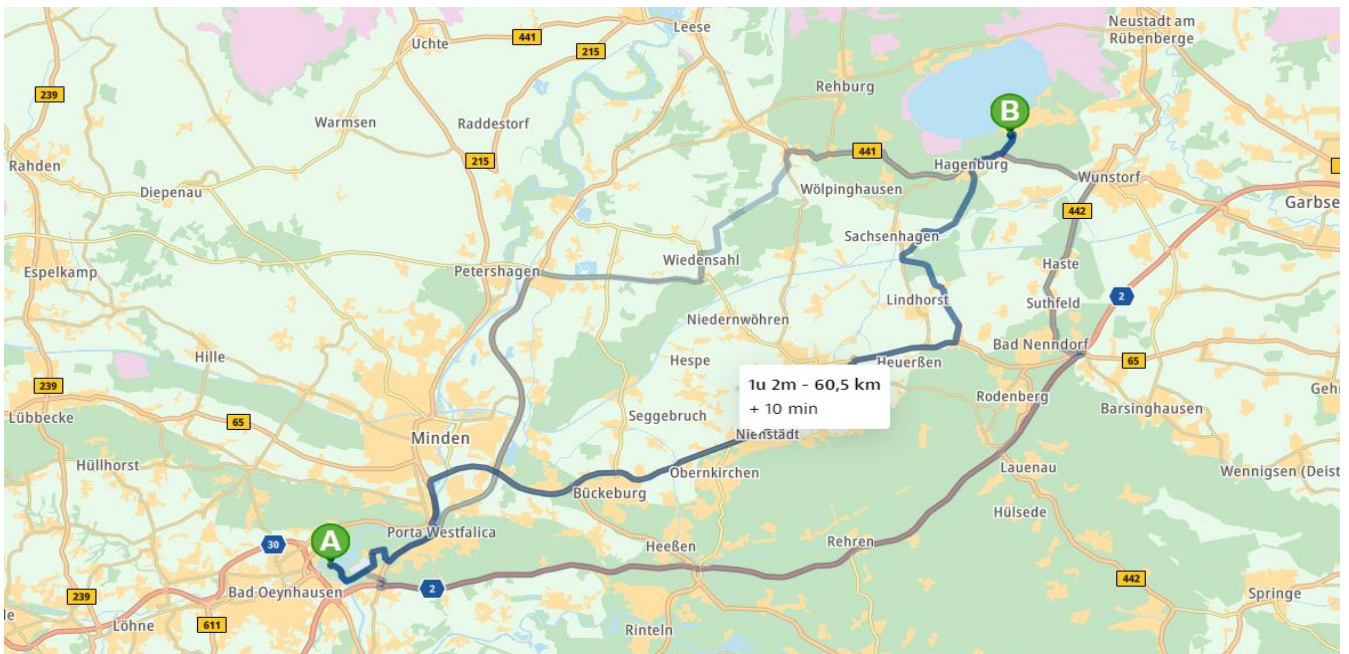 Leese
Neustadt am
Rübenberge
441
Uchte
215
Rehburg
239
B
Warmsen
Raddestorf
441
215
Hagenburg
Rahden
Wunstorf
Diepenau
Wölpinghausen
Garbse
442
Sachsenhagen
Wiedensahl
Haste
Espelkamp
Petershagen
2
Lindhorst
Suthfeld
Niedernwöhren
Bad Nenndorf
Hille
Hespe
Heuerßen
65
239
1u 2m - 60,5 km
+ 10 min
Geh
Rodenberg
Lübbecke
65
Seggebruch
Barsinghausen
Minden
Nienstädt
Hüllhorst
Obernkirchen
Lauenau
Wennigsen (Deist
Bückeburg
Hülsede
Porta Westfalica
A
30
Heeßen
Rehren
442
Bad Oeynhausen
2
239
Springe
le
Löhne
611
Rinteln